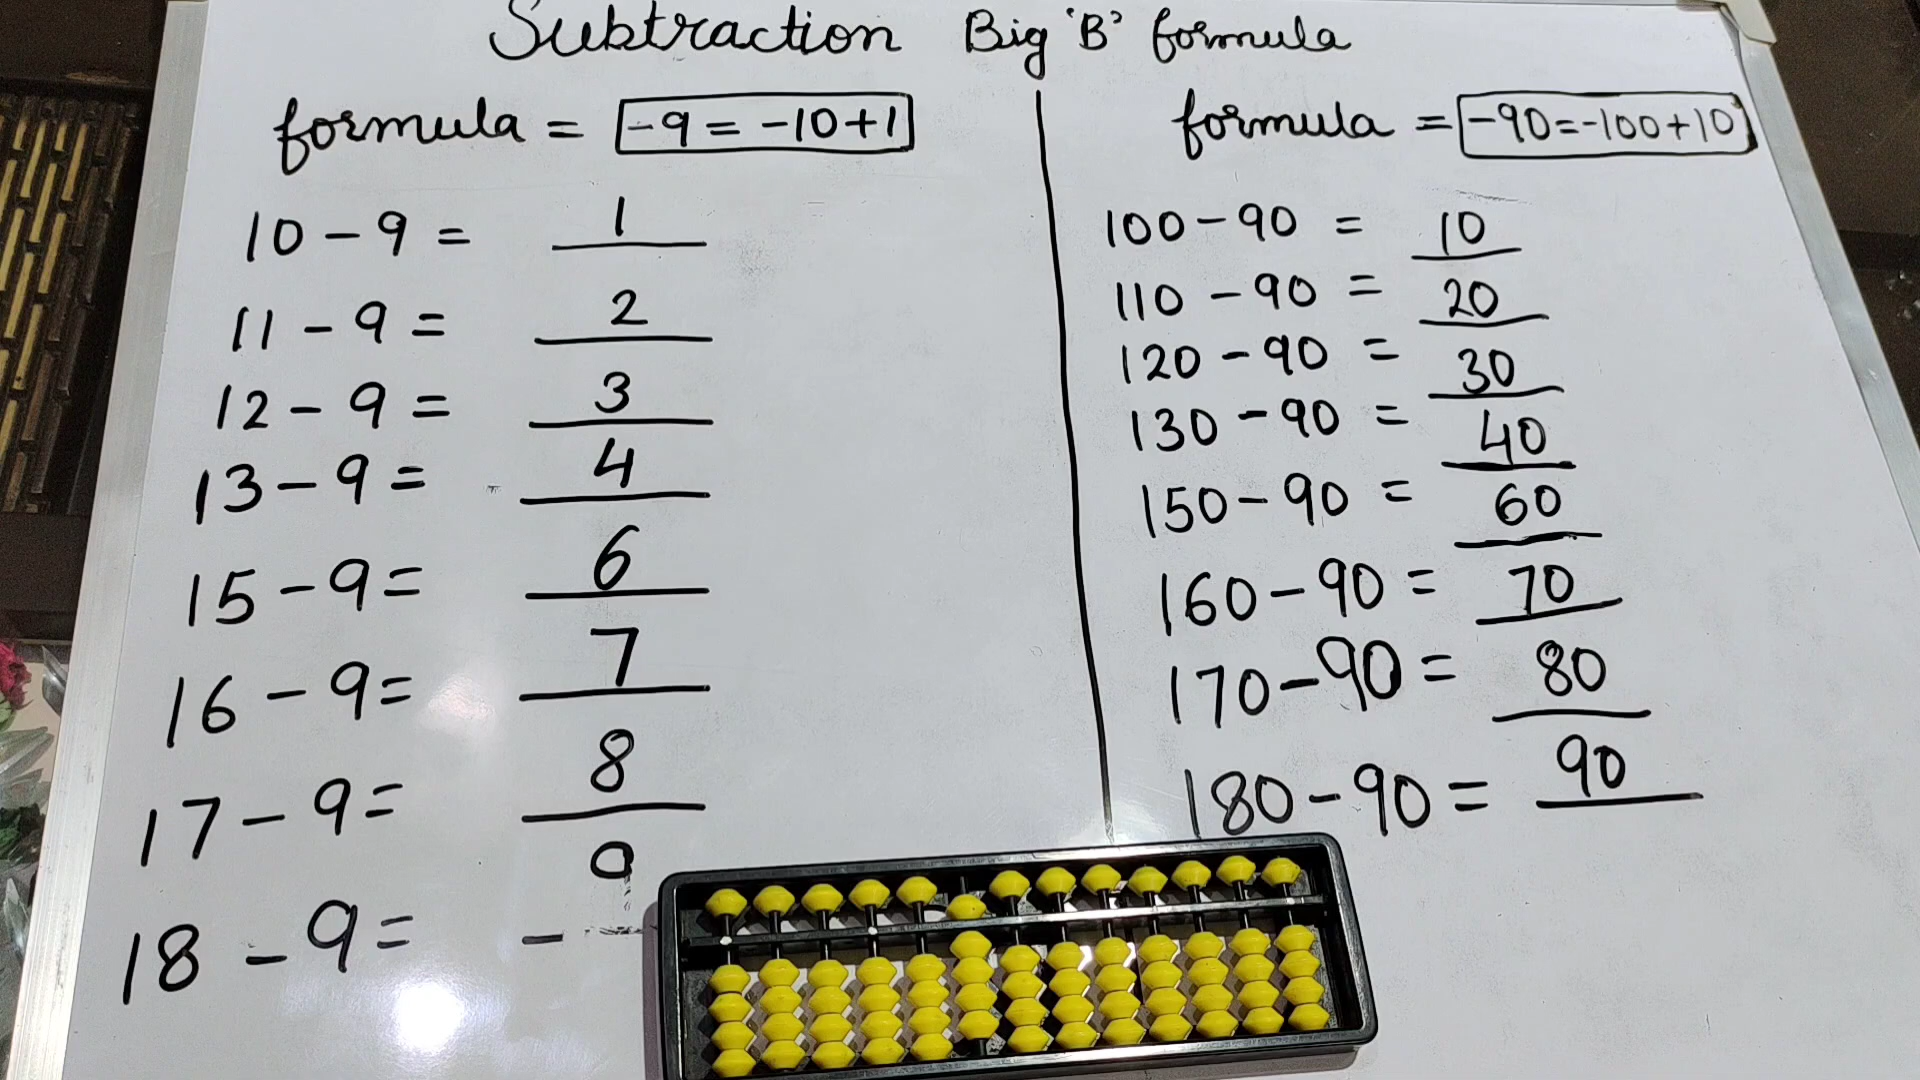 Subtraction Big 'B' formula
formula = -9 = -10+1
10 - 9 = 1
11 - 9 = 2
12 - 9 = 3
13 - 9 = 4
15 - 9 = 6
16 - 9 = 7
17 - 9 = 8
18 - 9 = 9
formula = -90=-100+10
100 - 90 = 10
110 - 90 = 20
120 - 90 = 30
130 - 90 = 40
150 - 90 = 60
160 - 90 = 70
170 - 90 = 80
180 - 90 = 90